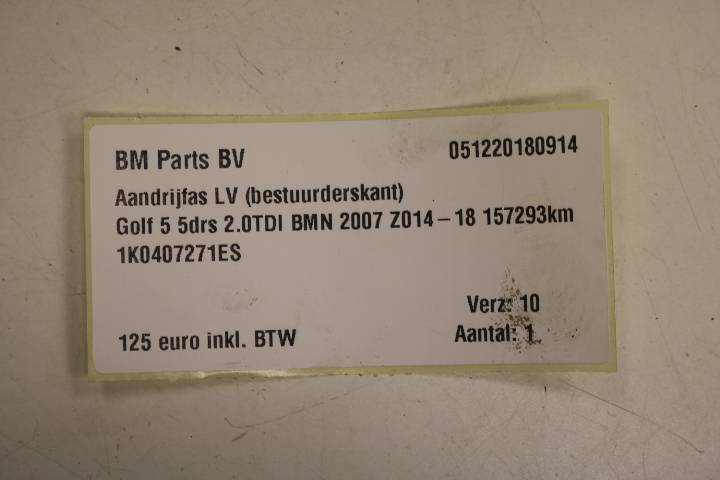 BM Parts BV 051220180914
Aandrijfas LV (bestuurderskant)
Golf 5 5drs 2.0TDI BMN 2007 Z014-18 157293km
1K0407271ES
Verz: 10
125 euro inkl. BTW Aantal: 1